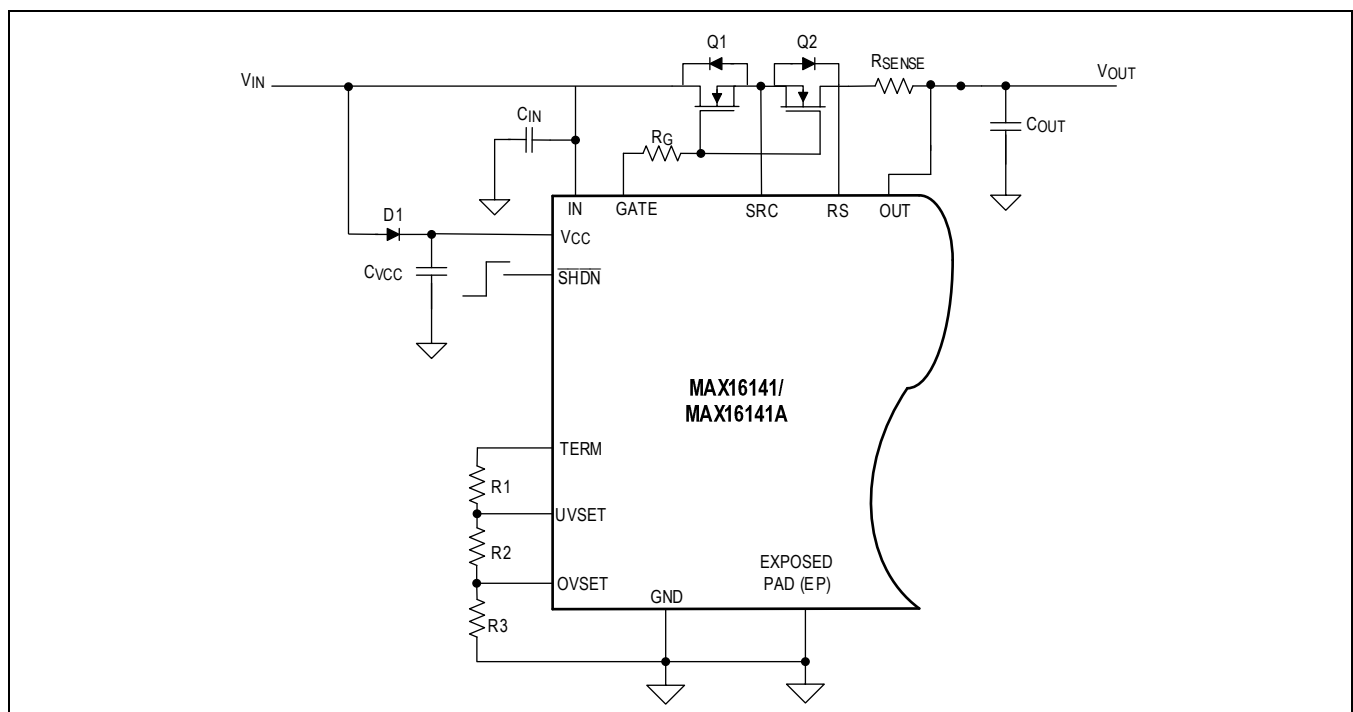 Q1
Q2
RSENSE
VIN
VOUT
CIN
COUT
RG
D1
IN
GATE
SRC
RS
OUT
VCC
CVCC
SHDN
MAX16141/
MAX16141A
TERM
R1
UVSET
R2
EXPOSED
PAD (EP)
OVSET
GND
R3